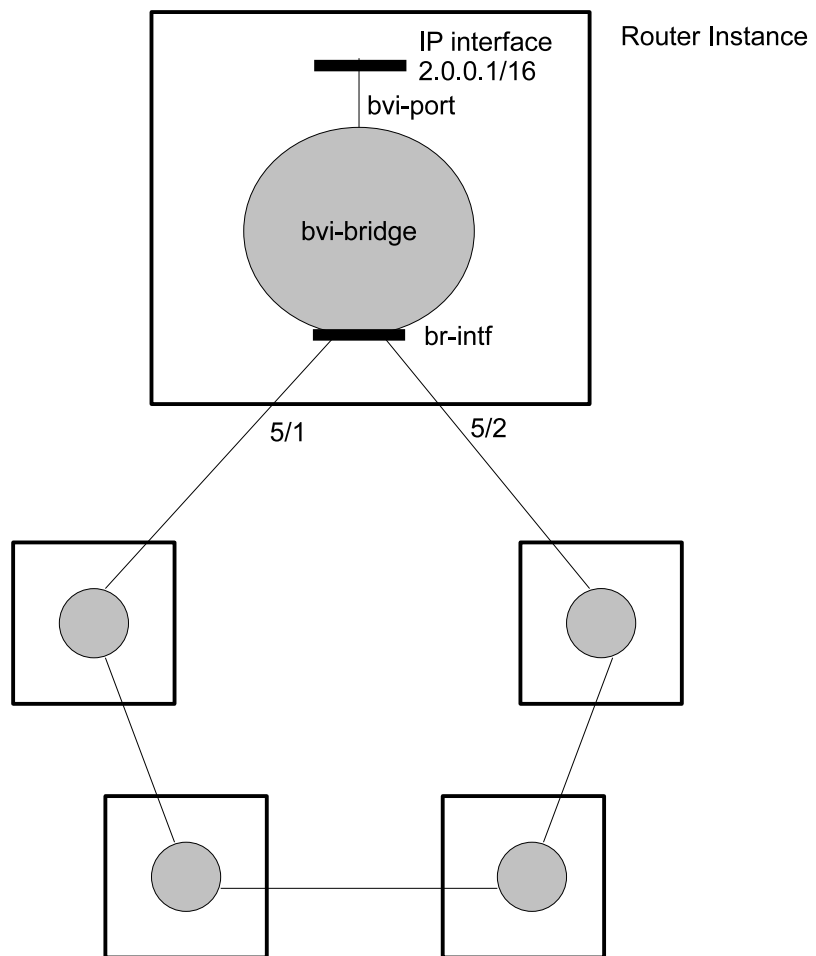 IP interface
2.0.0.1/16
Router Instance
bvi-port
bvi-bridge
br-intf
5/1
5/2